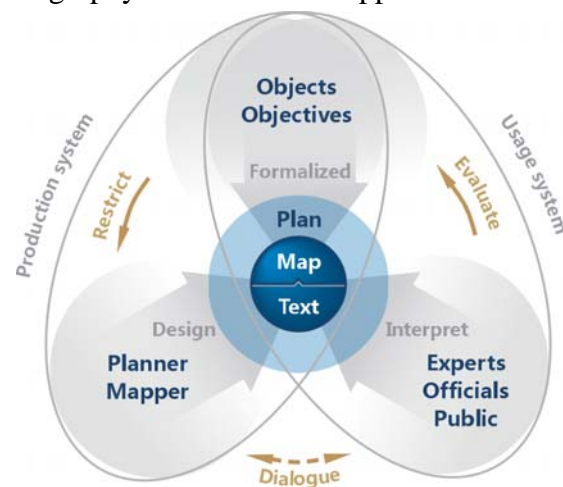 Objects
Objectives
Formalized
Production system
Usage system
Restrict
Evaluate
Plan
Map
Text
Design
Interpret
Planner
Mapper
Experts
Officials
Public
Dialogue